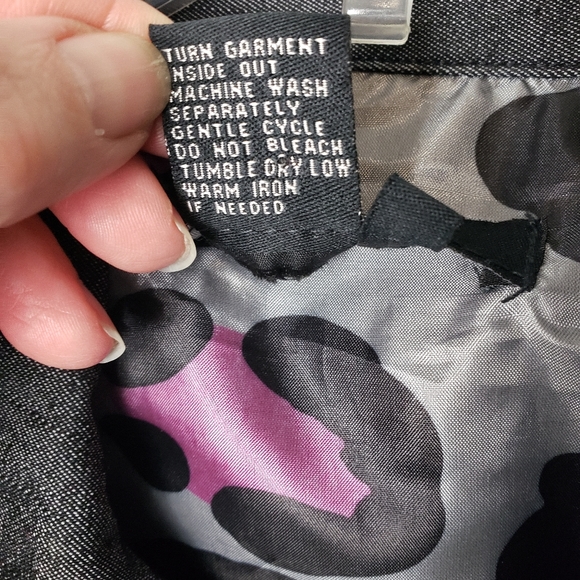 TURN GARMENT
INSIDE OUT
MACHINE WASH
SEPARATELY
GENTLE CYCLE
DO NOT BLEACH
TUMBLE DRY LOW
WARM IRON
IF NEEDED